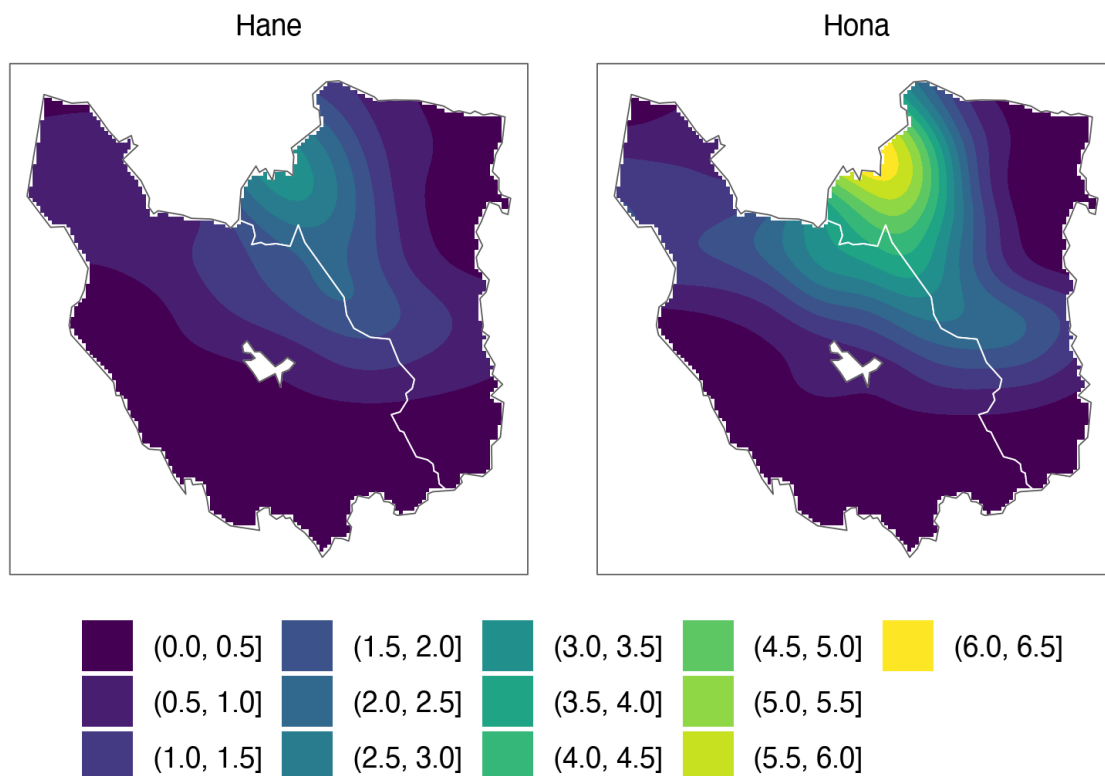 Hane Hona
(0.0, 0.5] (1.5, 2.0] (3.0, 3.5] (4.5, 5.0] (6.0, 6.5]
(0.5, 1.0] (2.0, 2.5] (3.5, 4.0] (5.0, 5.5]
(1.0, 1.5] (2.5, 3.0] (4.0, 4.5] (5.5, 6.0]